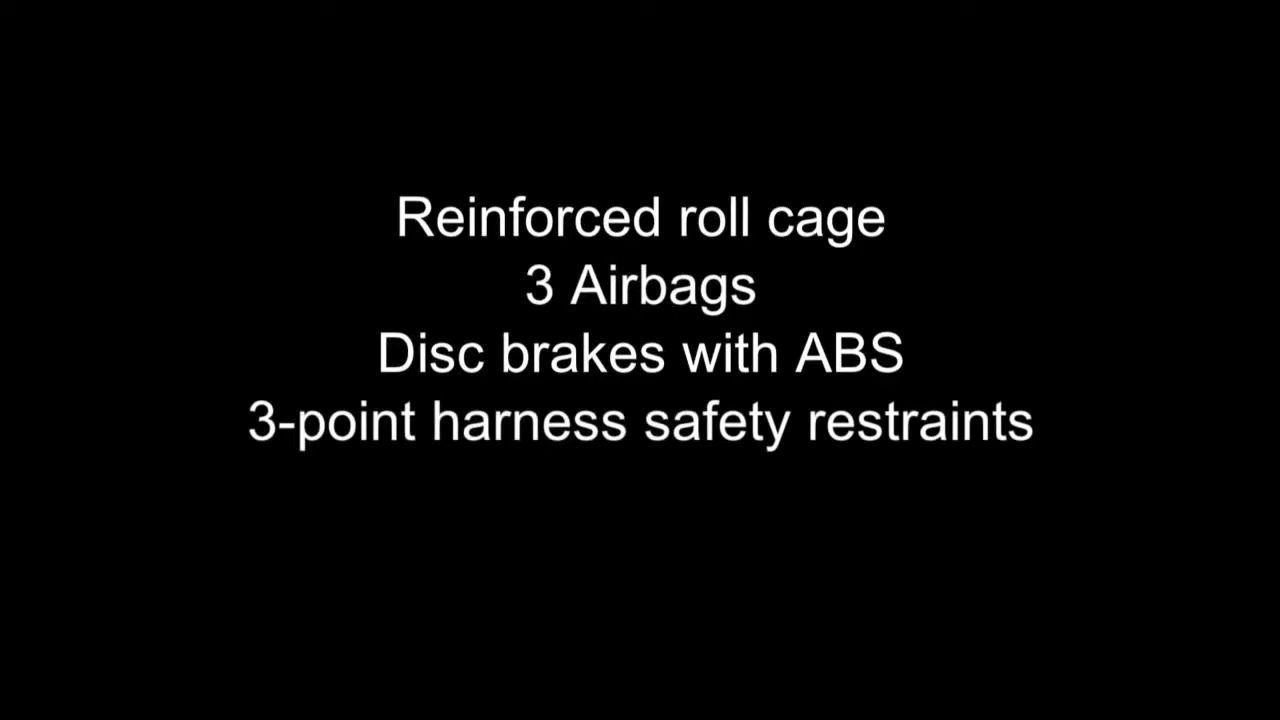 Reinforced roll cage
3 Airbags
Disc brakes with ABS
3-point harness safety restraints